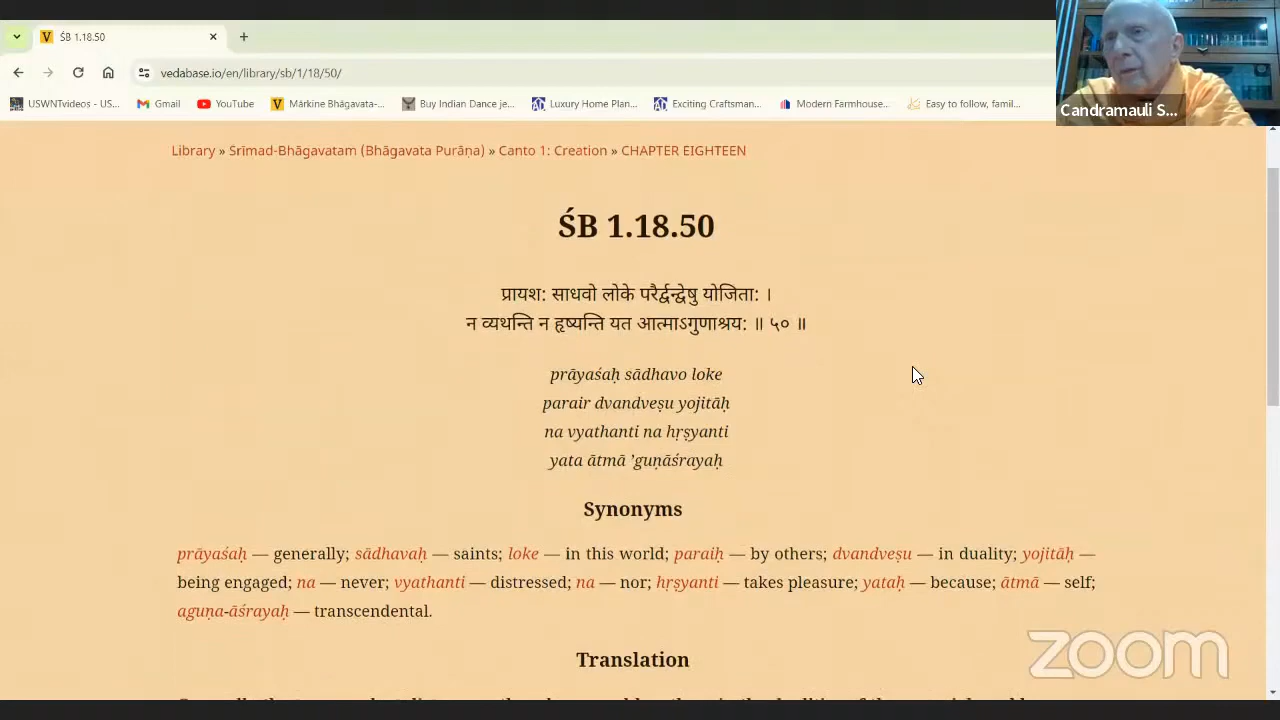 ŚB 1.18.50
vedabase.io/en/library/sb/1/18/50/
USWNTvideos - US... Gmail YouTube Márkine Bhágavata-... Buy Indian Dance je... Luxury Home Plan... Exciting Craftsman... Modern Farmhouse... Easy to follow, famil...
Candramauli S...
Library » Śrīmad-Bhāgavatam (Bhāgavata Purāṇa) » Canto 1: Creation » CHAPTER EIGHTEEN
ŚB 1.18.50
प्रायश: साधवो लोके परैर्द्वन्द्वेषु योजिता: ।
न व्यथन्ति न हृष्यन्ति यत आत्माऽगुणाश्रय: ॥ ५० ॥
prāyaśaḥ sādhavo loke
parair dvandveṣu yojitāḥ
na vyathanti na hṛṣyanti
yata ātmā ’guṇāśrayaḥ
Synonyms
prāyaśaḥ — generally; sādhavaḥ — saints; loke — in this world; paraiḥ — by others; dvandveṣu — in duality; yojitāḥ —
being engaged; na — never; vyathanti — distressed; na — nor; hṛṣyanti — takes pleasure; yataḥ — because; ātmā — self;
aguṇa-āśrayaḥ — transcendental.
zoom
Translation